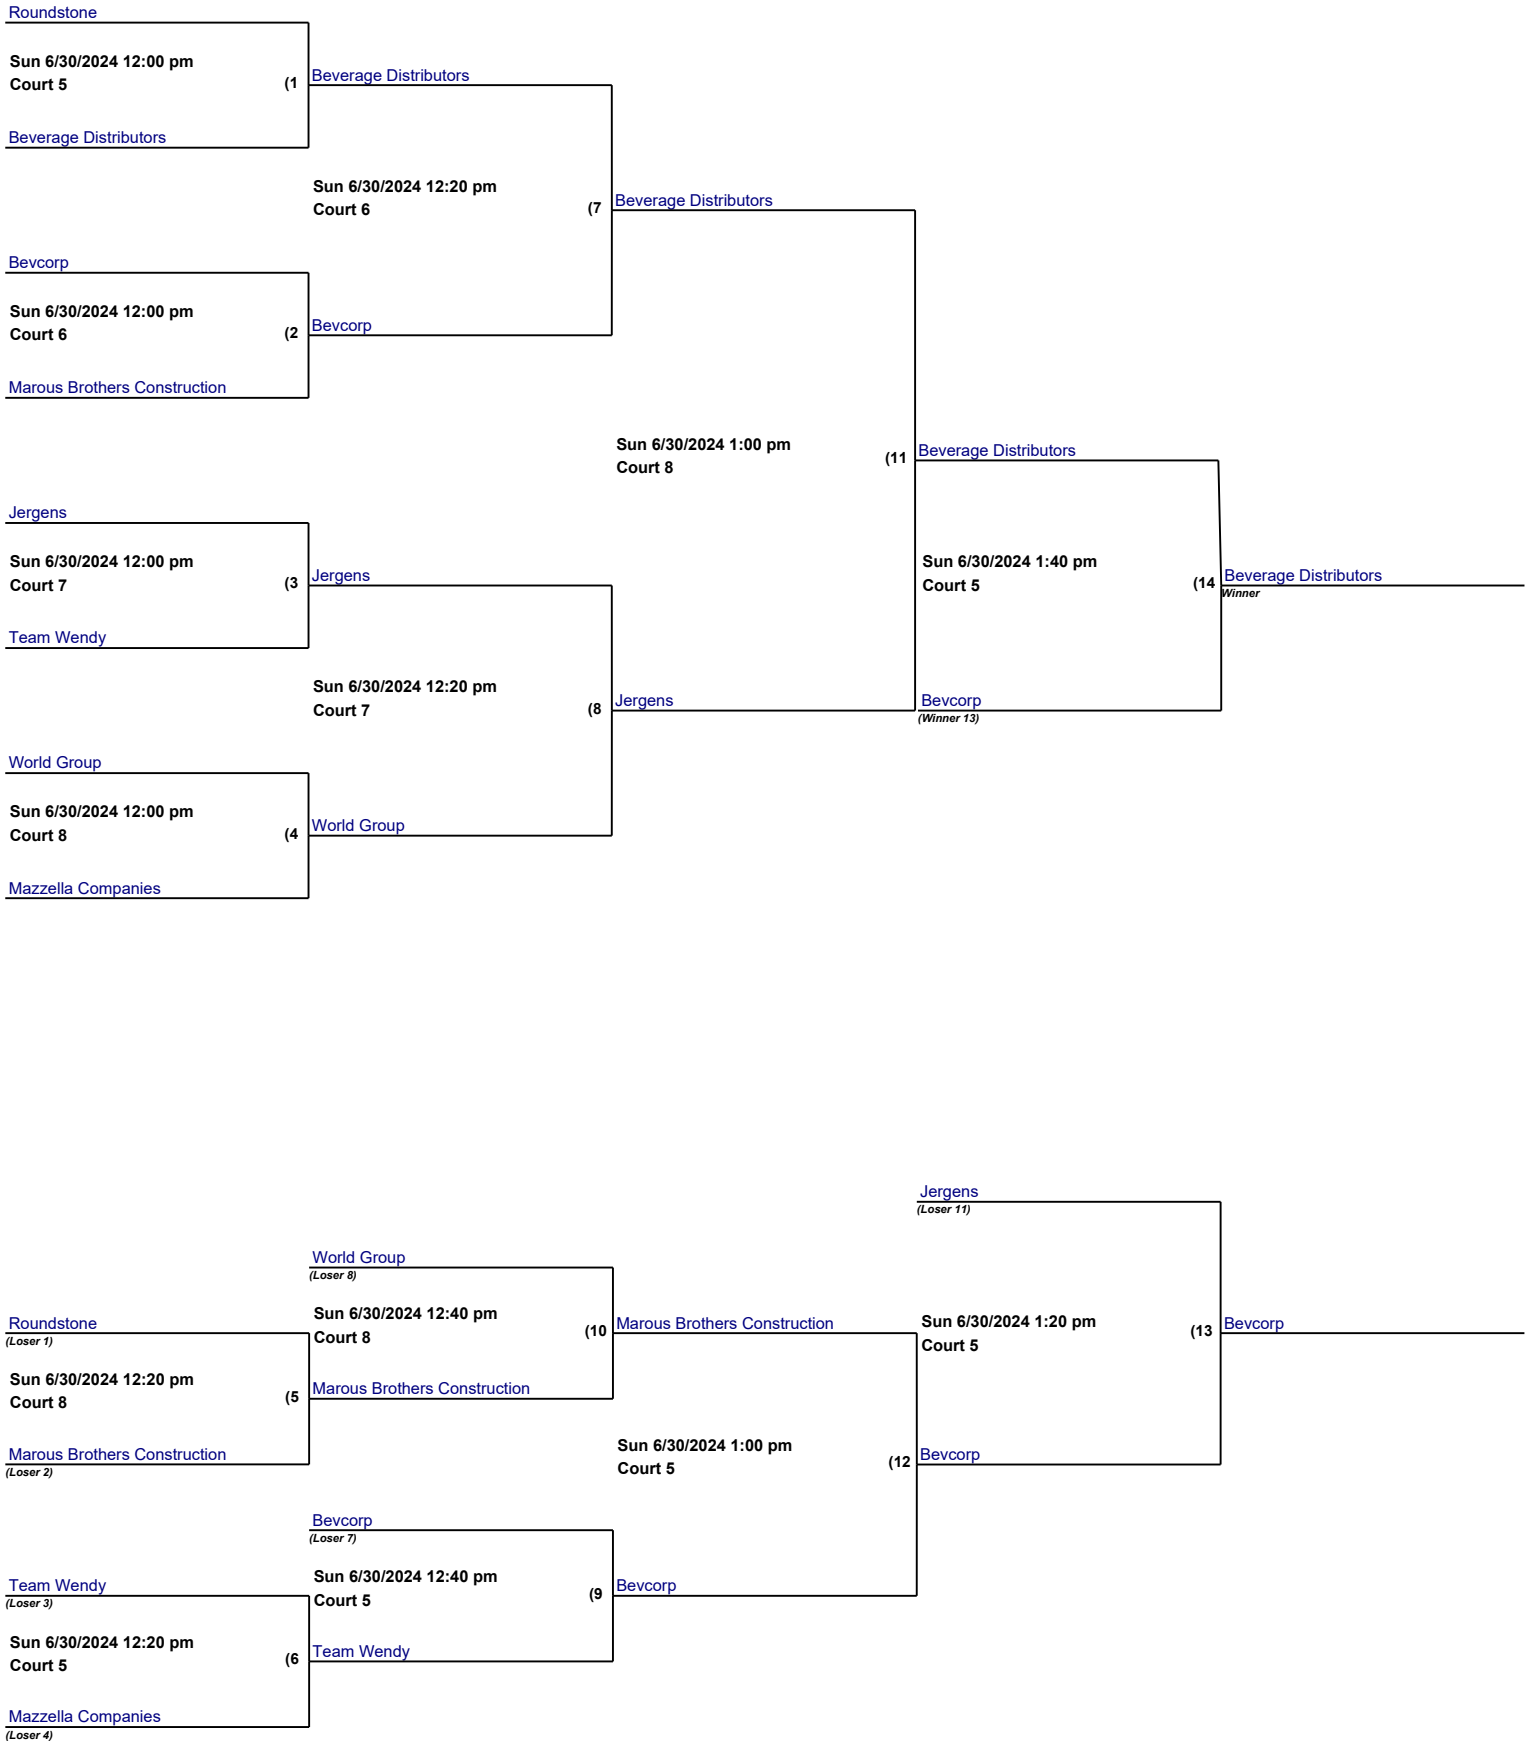 Roundstone
Sun 6/30/2024 12:00 pm
Court 5
(1
Beverage Distributors
Beverage Distributors
Sun 6/30/2024 12:20 pm
Court 6
(7
Beverage Distributors
Bevcorp
Sun 6/30/2024 12:00 pm
Court 6
(2
Bevcorp
Marous Brothers Construction
Sun 6/30/2024 1:00 pm
Court 8
(11
Beverage Distributors
Jergens
Sun 6/30/2024 12:00 pm
Court 7
(3
Jergens
Sun 6/30/2024 1:40 pm
Court 5
(14
Beverage Distributors
Winner
Team Wendy
Sun 6/30/2024 12:20 pm
Court 7
(8
Jergens
Bevcorp
(Winner 13)
World Group
Sun 6/30/2024 12:00 pm
Court 8
(4
World Group
Mazzella Companies
Jergens
(Loser 11)
World Group
(Loser 8)
Roundstone
(Loser 1)
Sun 6/30/2024 12:40 pm
Court 8
(10
Marous Brothers Construction
Sun 6/30/2024 1:20 pm
Court 5
(13
Bevcorp
Sun 6/30/2024 12:20 pm
Court 8
(5
Marous Brothers Construction
Marous Brothers Construction
(Loser 2)
Sun 6/30/2024 1:00 pm
Court 5
(12
Bevcorp
Bevcorp
(Loser 7)
Team Wendy
(Loser 3)
Sun 6/30/2024 12:40 pm
Court 5
(9
Bevcorp
Sun 6/30/2024 12:20 pm
Court 5
(6
Team Wendy
Mazzella Companies
(Loser 4)